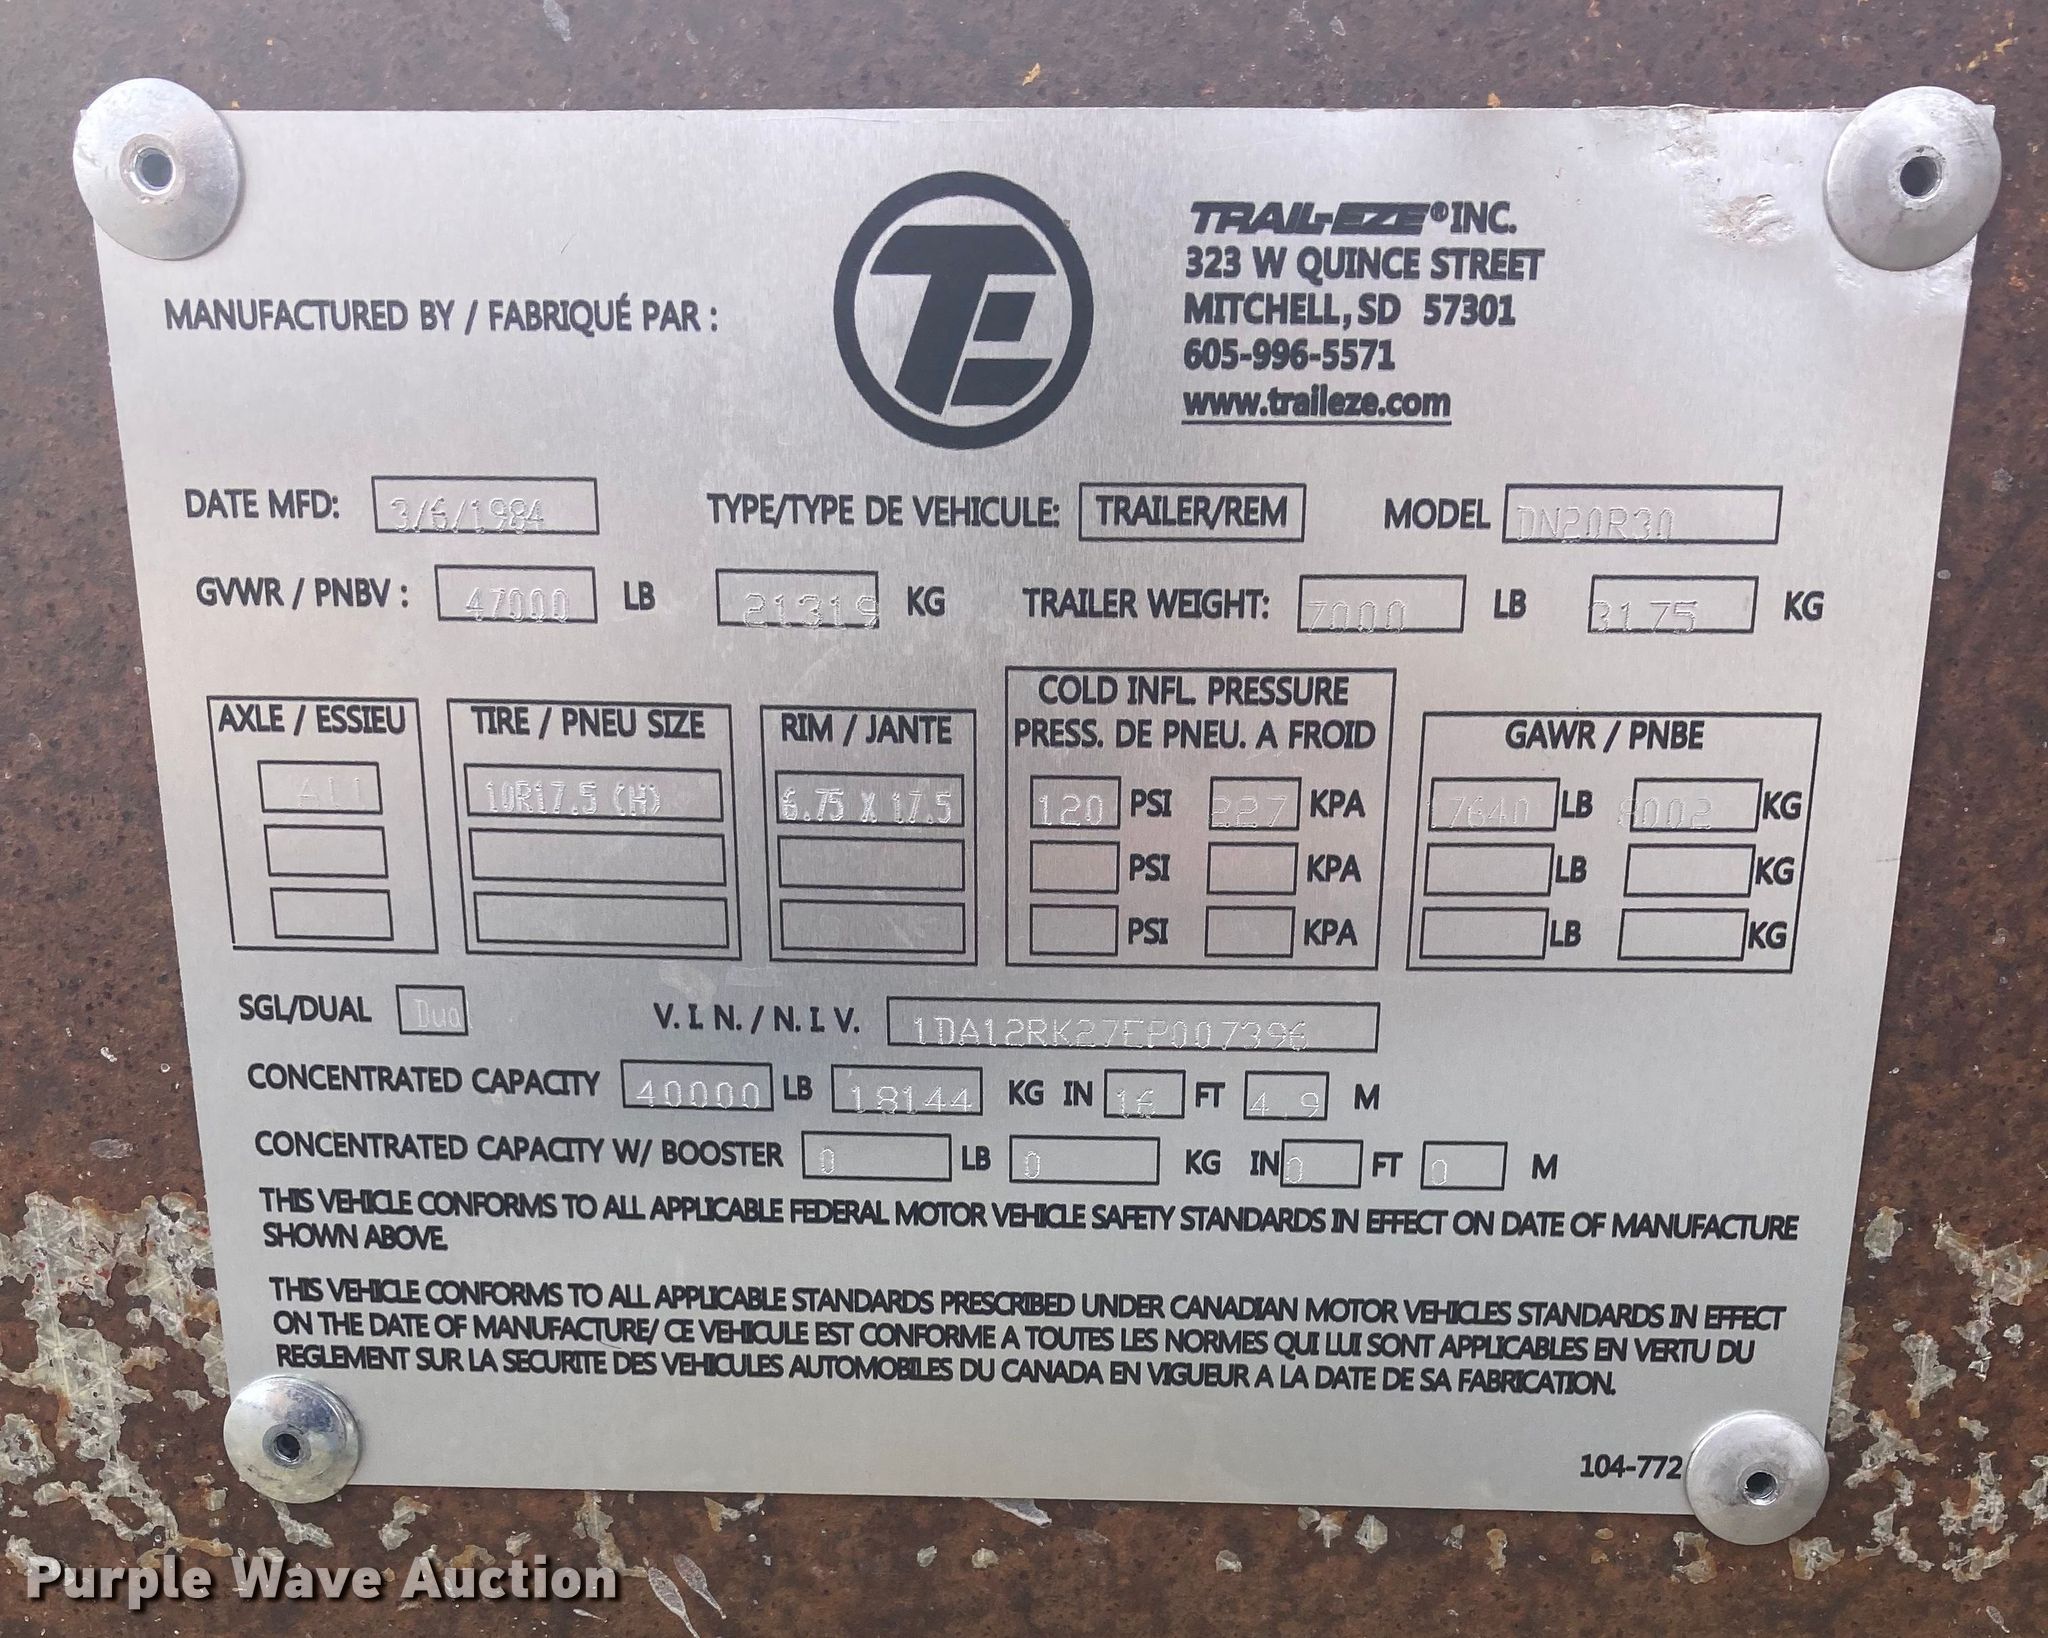 TRAIL-EZE® INC.
323 W QUINCE STREET
MITCHELL, SD 57301
605-996-5571
www.traileze.com
MANUFACTURED BY / FABRIQUÉ PAR :
TE
DATE MFD: 3/6/1984 TYPE/TYPE DE VEHICULE: TRAILER/REM MODEL DN20R30
GVWR / PNBV : 47000 LB 21319 KG TRAILER WEIGHT: 7000 LB 3175 KG
AXLE / ESSIEU TIRE / PNEU SIZE RIM / JANTE COLD INFL. PRESSURE
PRESS. DE PNEU. A FROID GAWR / PNBE
All 10R17.5 (H) 6.75 X 17.5 120 PSI 227 KPA 17640 LB 8002 KG
PSI KPA LB KG
PSI KPA LB KG
SGL/DUAL Dua V. I. N. / N. I. V. 1DA12RK27EP007396
CONCENTRATED CAPACITY 40000 LB 18144 KG IN 16 FT 4.9 M
CONCENTRATED CAPACITY W/ BOOSTER 0 LB 0 KG IN 0 FT 0 M
THIS VEHICLE CONFORMS TO ALL APPLICABLE FEDERAL MOTOR VEHICLE SAFETY STANDARDS IN EFFECT ON DATE OF MANUFACTURE
SHOWN ABOVE.
THIS VEHICLE CONFORMS TO ALL APPLICABLE STANDARDS PRESCRIBED UNDER CANADIAN MOTOR VEHICLES STANDARDS IN EFFECT
ON THE DATE OF MANUFACTURE/ CE VEHICULE EST CONFORME A TOUTES LES NORMES QUI LUI SONT APPLICABLES EN VERTU DU
REGLEMENT SUR LA SECURITE DES VEHICULES AUTOMOBILES DU CANADA EN VIGUEUR A LA DATE DE SA FABRICATION.
104-772
Purple Wave Auction